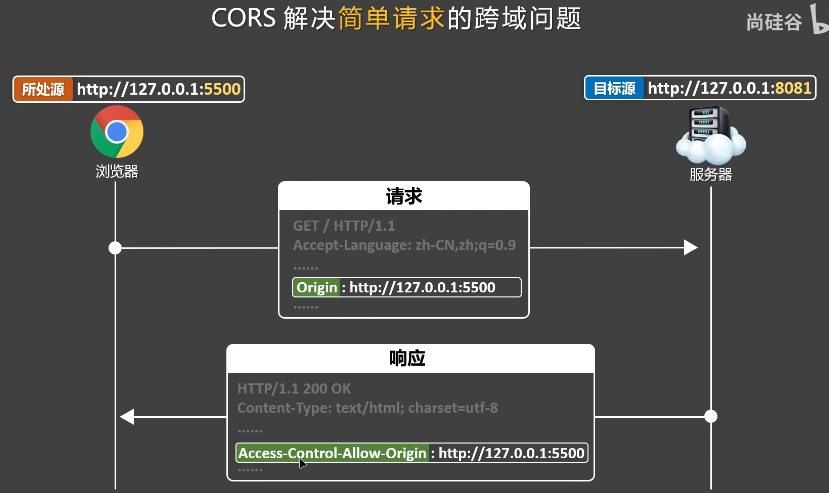 CORS 解决简单请求的跨域问题
尚硅谷
所处源 http://127.0.0.1:5500
目标源 http://127.0.0.1:8081
浏览器
服务器
请求
GET / HTTP/1.1
Accept-Language: zh-CN,zh;q=0.9
......
Origin : http://127.0.0.1:5500
......
响应
HTTP/1.1 200 OK
Content-Type: text/html; charset=utf-8
......
Access-Control-Allow-Origin : http://127.0.0.1:5500
......